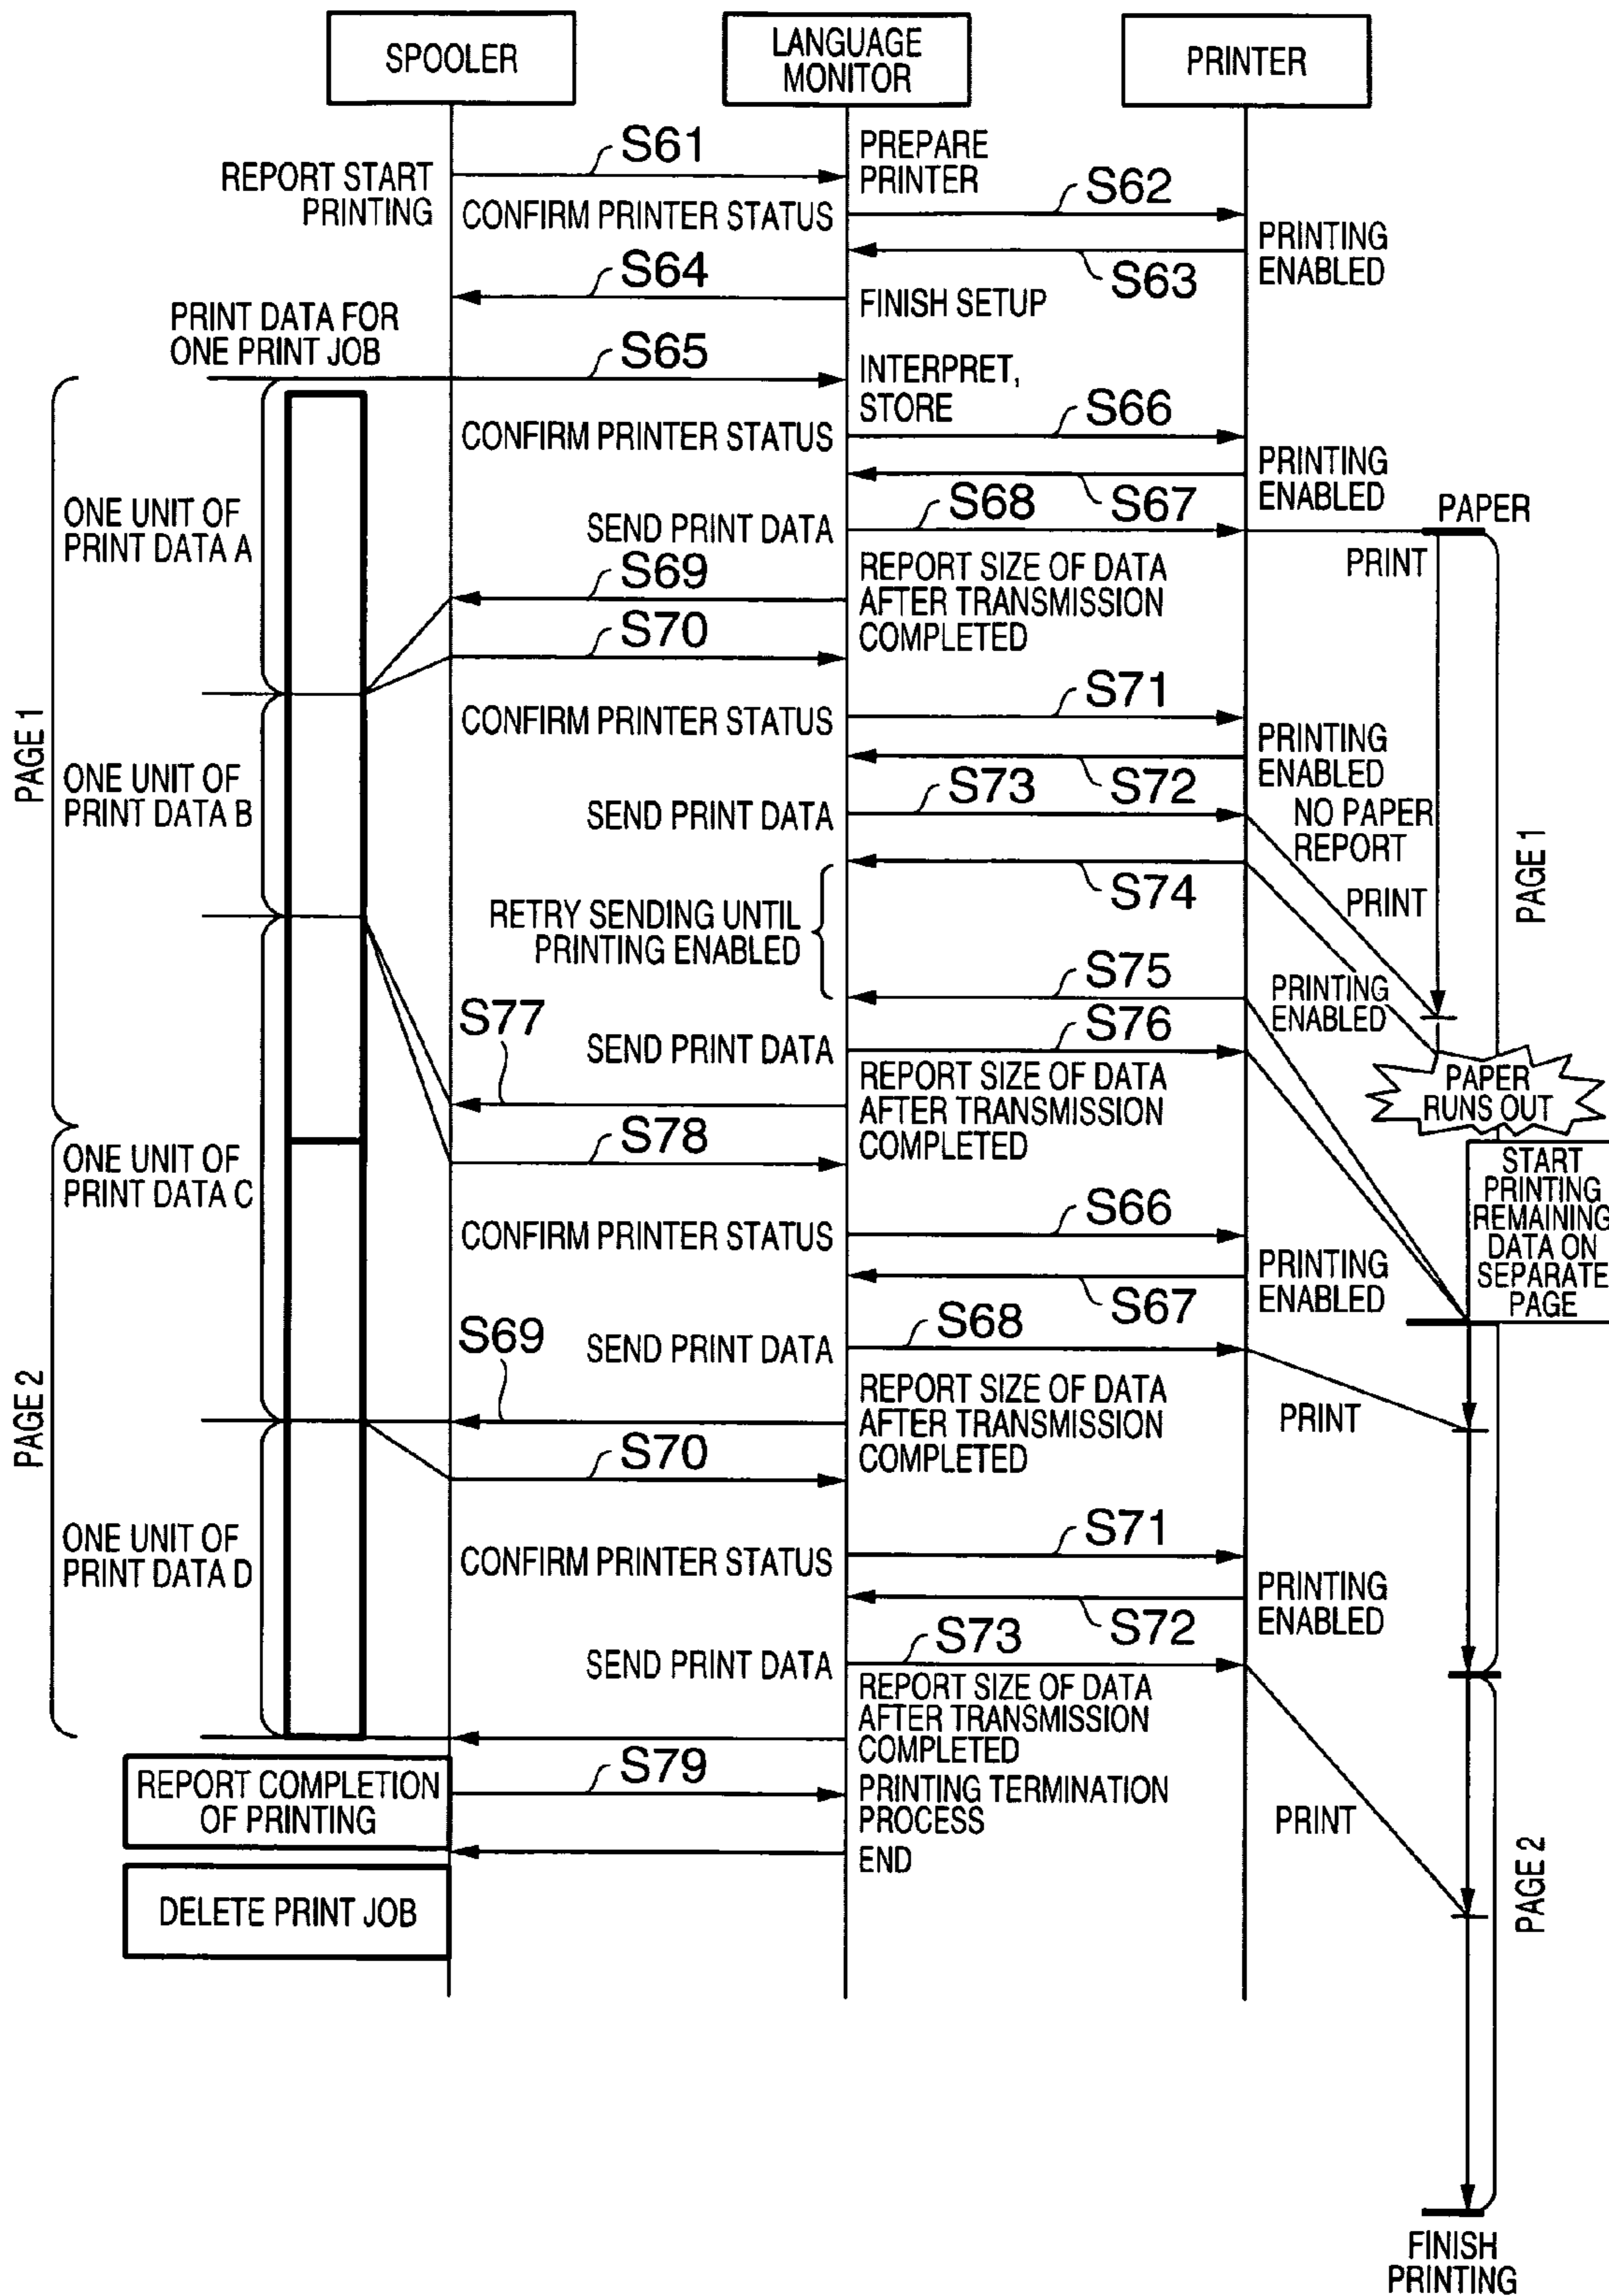 SPOOLER
LANGUAGE
MONITOR
PRINTER
REPORT START
PRINTING
S61
PREPARE
PRINTER
CONFIRM PRINTER STATUS
S62
PRINTING
ENABLED
S63
S64
FINISH SETUP
PRINT DATA FOR
ONE PRINT JOB
S65
INTERPRET,
STORE
CONFIRM PRINTER STATUS
S66
PRINTING
ENABLED
S67
ONE UNIT OF
PRINT DATA A
SEND PRINT DATA
S68
PAPER
PRINT
S69
REPORT SIZE OF DATA
AFTER TRANSMISSION
COMPLETED
S70
PAGE 1
CONFIRM PRINTER STATUS
S71
PRINTING
ENABLED
S72
ONE UNIT OF
PRINT DATA B
SEND PRINT DATA
S73
NO PAPER
REPORT
S74
PRINT
PAGE 1
RETRY SENDING UNTIL
PRINTING ENABLED
S75
PRINTING
ENABLED
S77
SEND PRINT DATA
S76
PAPER
RUNS OUT
REPORT SIZE OF DATA
AFTER TRANSMISSION
COMPLETED
S78
ONE UNIT OF
PRINT DATA C
START
PRINTING
REMAINING
DATA ON
SEPARATE
PAGE
CONFIRM PRINTER STATUS
S66
PRINTING
ENABLED
S67
S69
SEND PRINT DATA
S68
PRINT
REPORT SIZE OF DATA
AFTER TRANSMISSION
COMPLETED
PAGE 2
S70
ONE UNIT OF
PRINT DATA D
CONFIRM PRINTER STATUS
S71
PRINTING
ENABLED
S72
SEND PRINT DATA
S73
REPORT SIZE OF DATA
AFTER TRANSMISSION
COMPLETED
REPORT COMPLETION
OF PRINTING
S79
PRINTING TERMINATION
PROCESS
PRINT
END
DELETE PRINT JOB
PAGE 2
FINISH
PRINTING